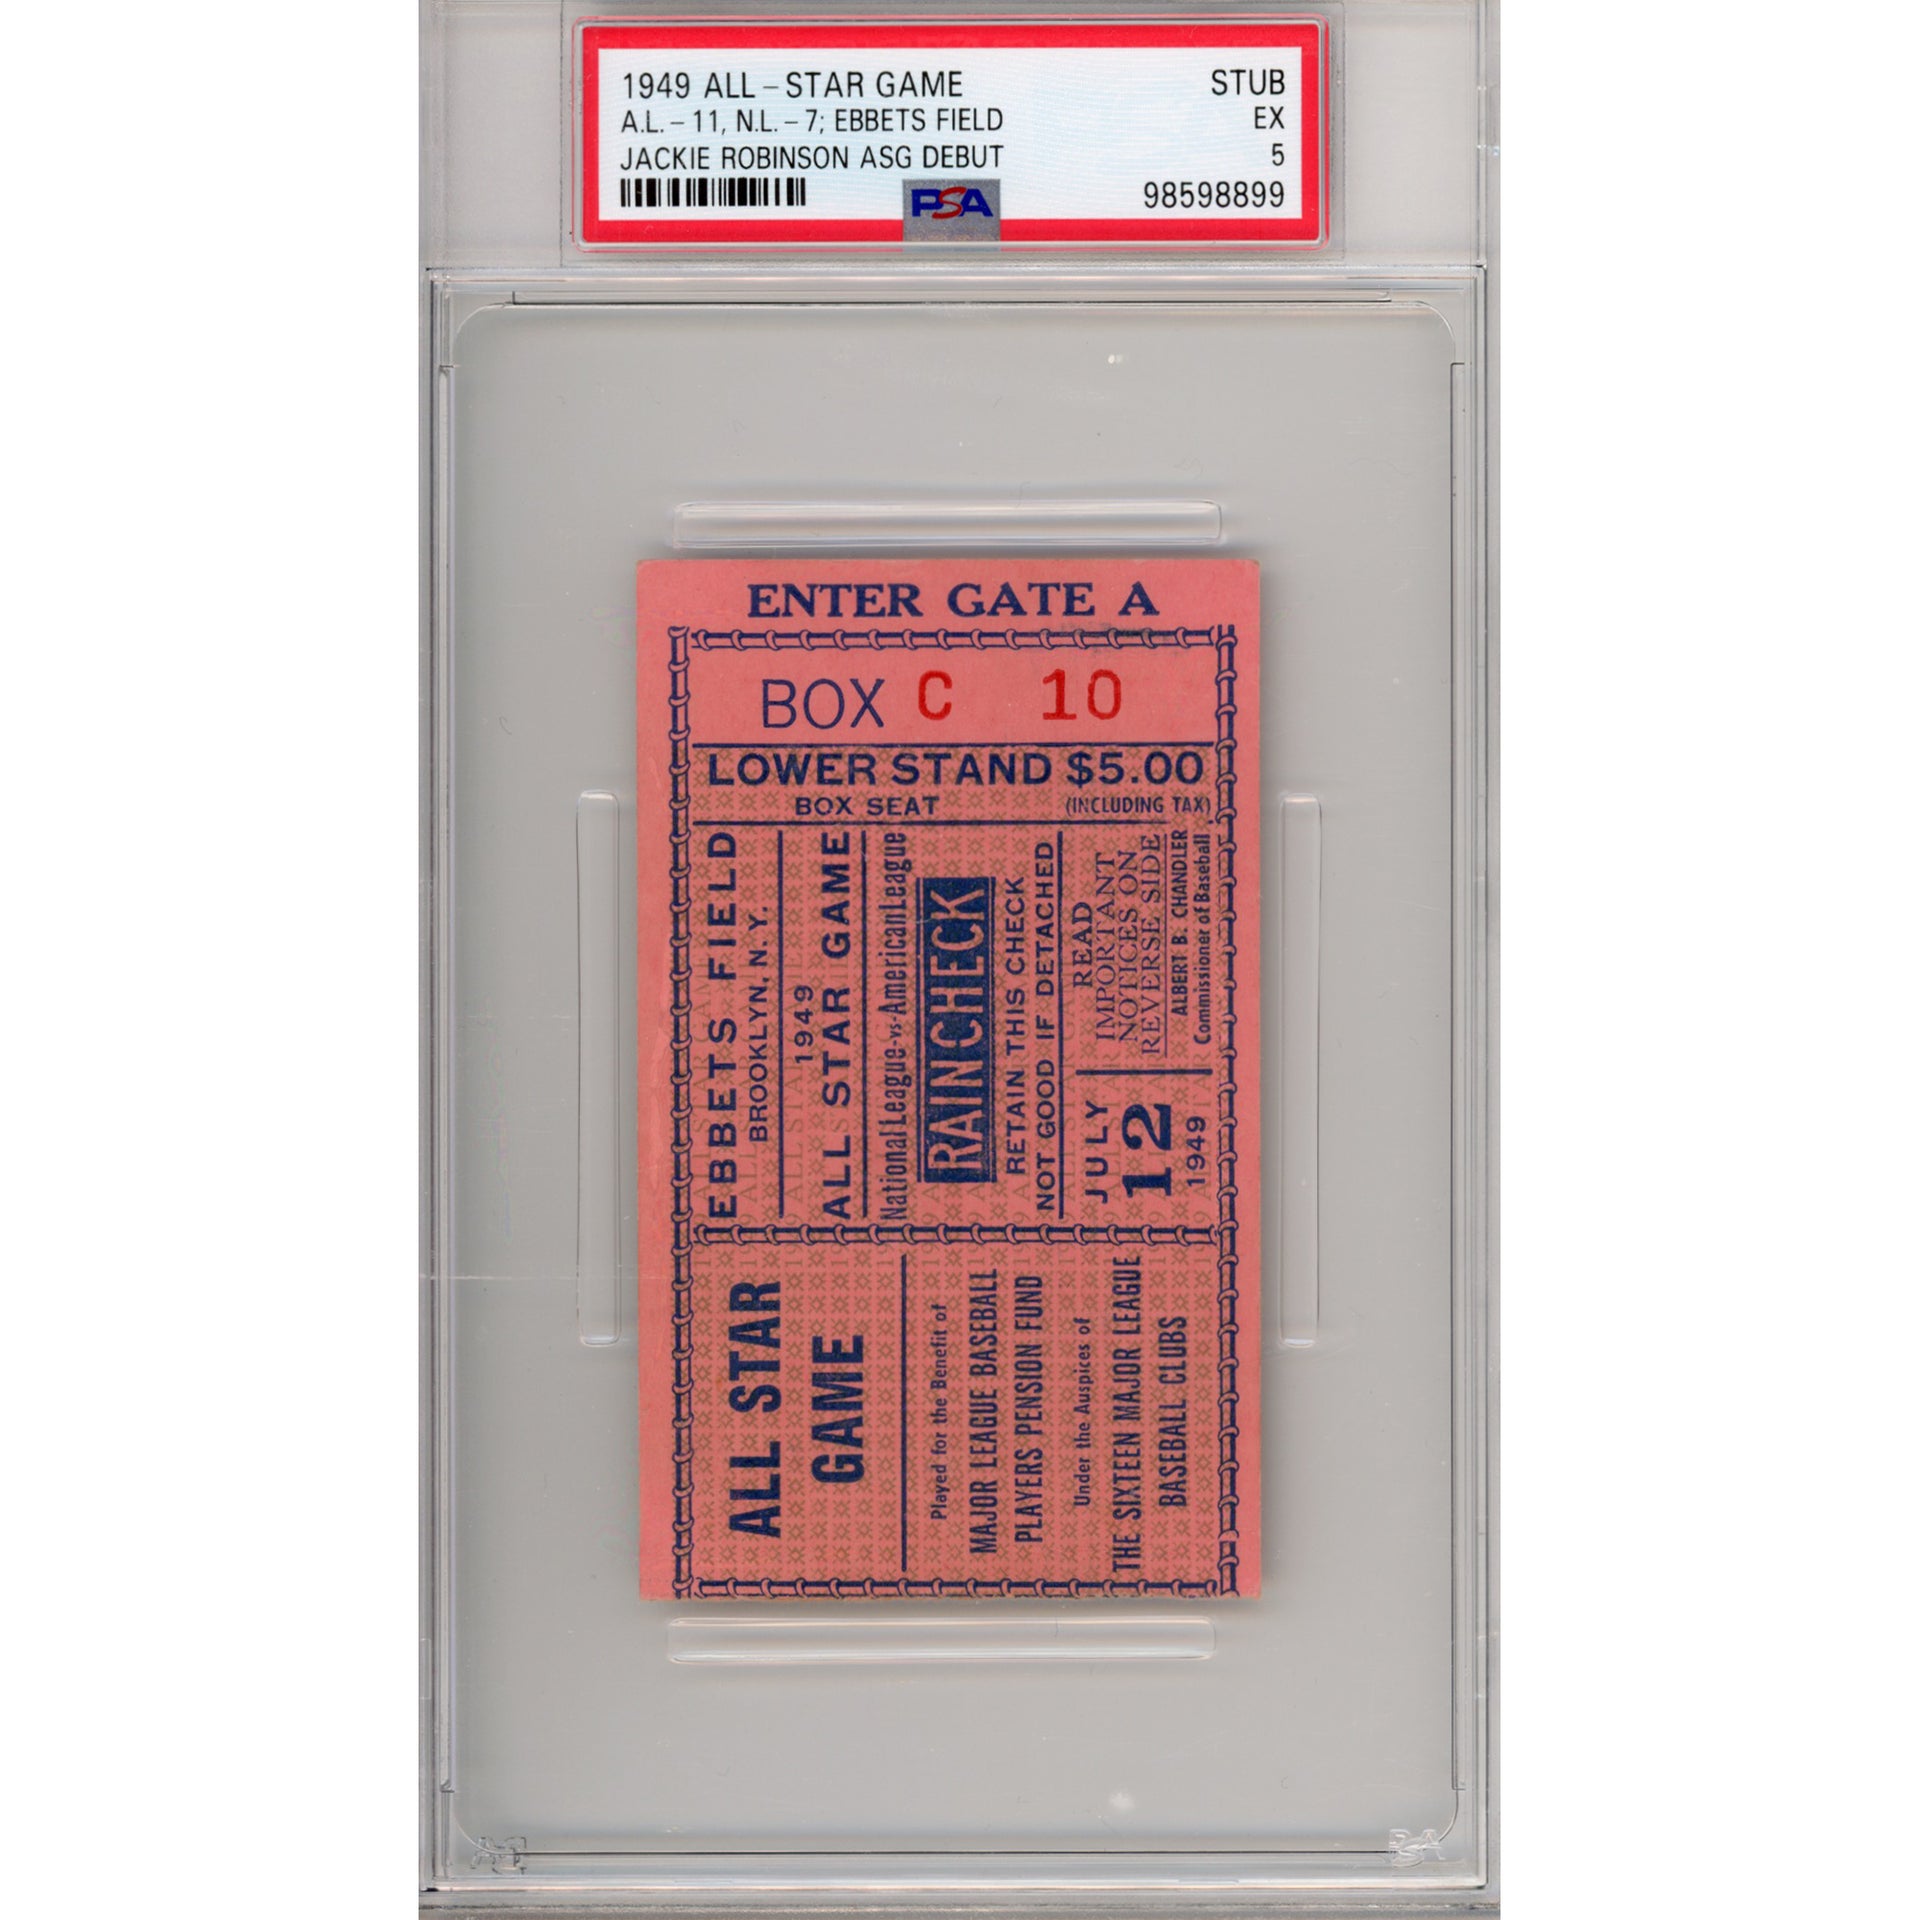 1949 ALL-STAR GAME STUB
A.L.-11, N.L.-7; EBBETS FIELD EX
JACKIE ROBINSON ASG DEBUT 5
PSA 98598899
ENTER GATE A
BOX C 10
LOWER STAND $5.00
BOX SEAT (INCLUDING TAX)
EBBETS FIELD
BROOKLYN, N.Y.
1949
ALL STAR GAME
National League-vs-American League
RAINCHECK
RETAIN THIS CHECK
NOT GOOD IF DETACHED
JULY
12
1949
READ
IMPORTANT
NOTICES ON
REVERSE SIDE
ALBERT B. CHANDLER
Commissioner of Baseball
ALL STAR
GAME
Played for the Benefit of
MAJOR LEAGUE BASEBALL
PLAYERS PENSION FUND
Under the Auspices of
THE SIXTEEN MAJOR LEAGUE
BASEBALL CLUBS
PSA